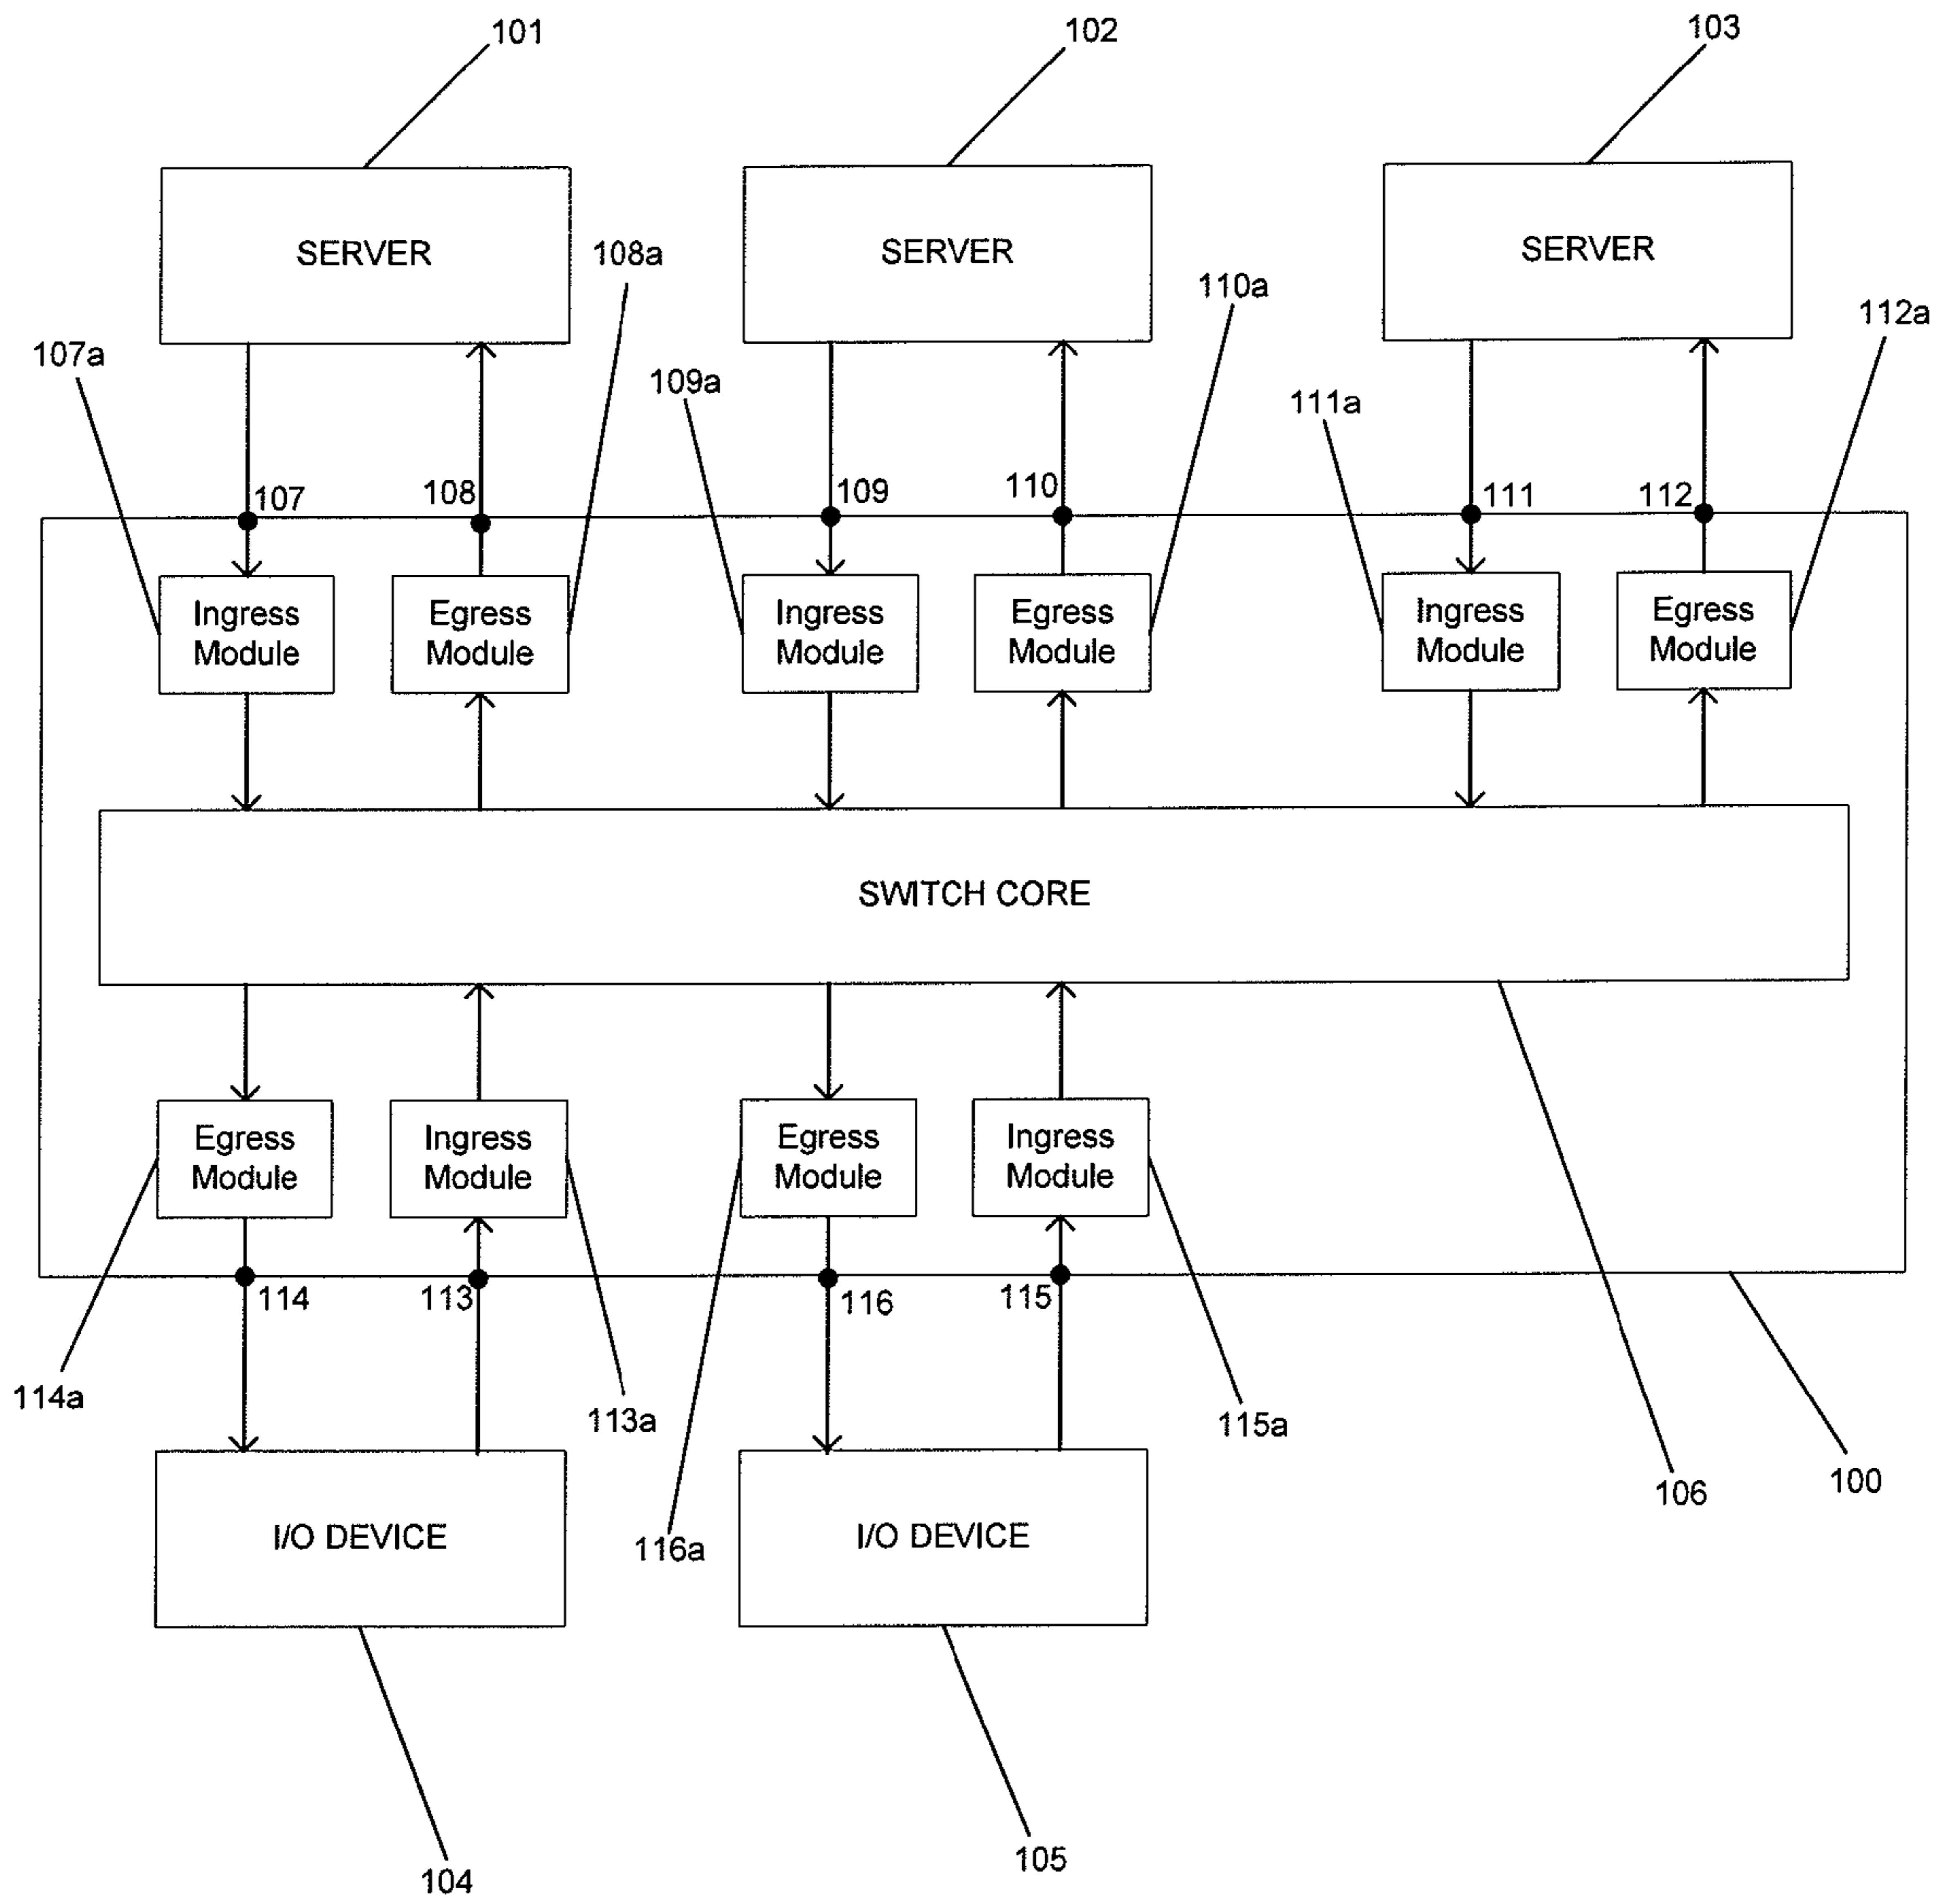 101
102
103
SERVER
SERVER
SERVER
108a
110a
112a
107a
109a
111a
107
108
109
110
111
112
Ingress
Module
Egress
Module
Ingress
Module
Egress
Module
Ingress
Module
Egress
Module
SWITCH CORE
Egress
Module
Ingress
Module
Egress
Module
Ingress
Module
114
113
116
115
114a
113a
115a
116a
106
100
I/O DEVICE
I/O DEVICE
104
105